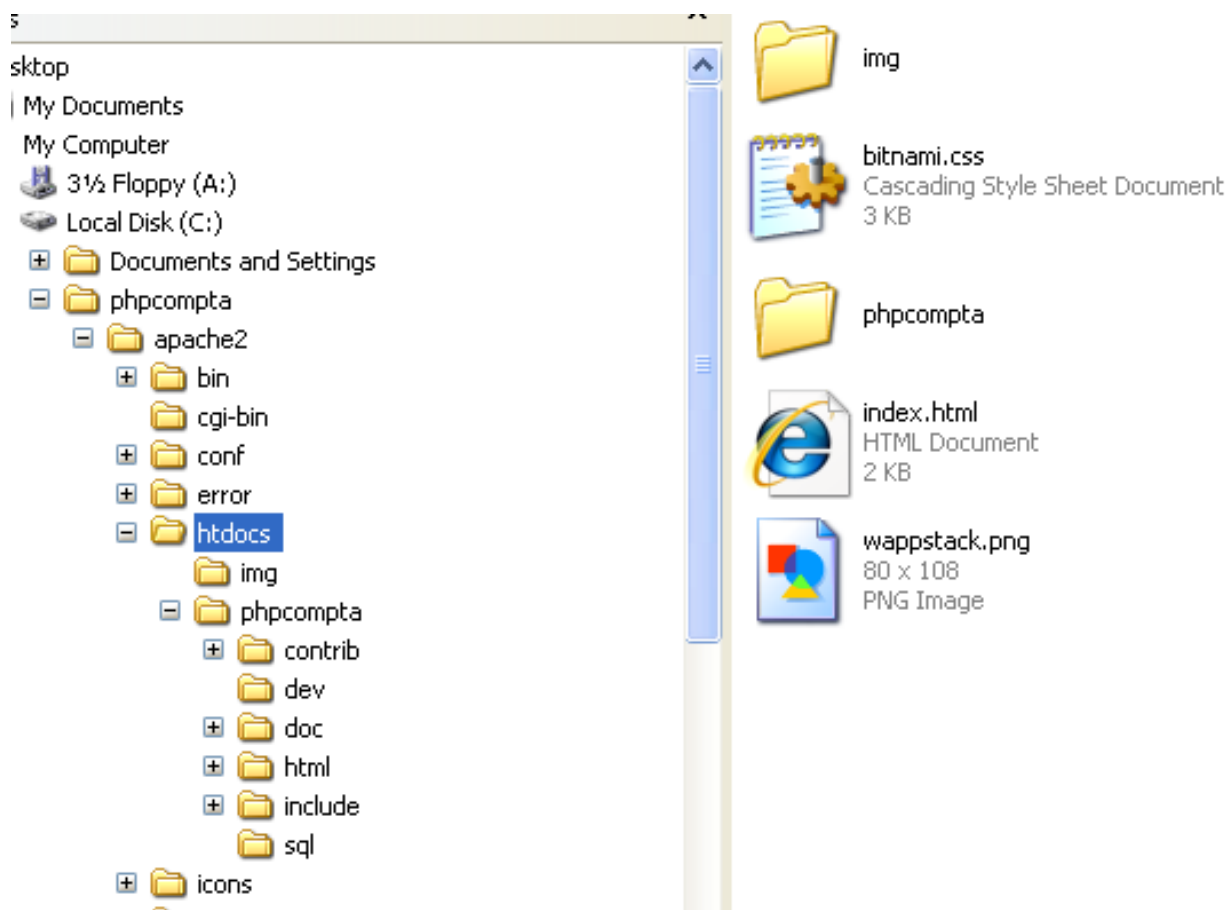 s
sktop
My Documents
My Computer
3½ Floppy (A:)
Local Disk (C:)
Documents and Settings
phpcompta
apache2
bin
cgi-bin
conf
error
htdocs
img
phpcompta
contrib
dev
doc
html
include
sql
icons
img
bitnami.css
Cascading Style Sheet Document
3 KB
phpcompta
index.html
HTML Document
2 KB
wappstack.png
80 x 108
PNG Image